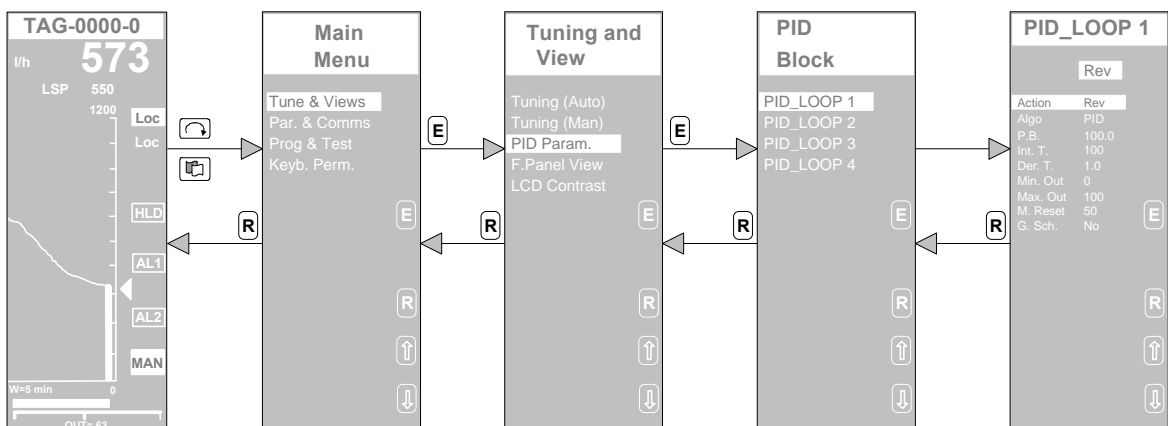 TAG-0000-0
l/h 573
LSP 550
1200
Loc
Loc
HLD
AL1
AL2
MAN
W=5 min 0
OUT= 63
R
Main
Menu
Tune & Views
Par. & Comms
Prog & Test
Keyb. Perm.
E
R
E
R
Tuning and
View
Tuning (Auto)
Tuning (Man)
PID Param.
F.Panel View
LCD Contrast
E
R
E
R
PID
Block
PID_LOOP 1
PID_LOOP 2
PID_LOOP 3
PID_LOOP 4
E
R
R
PID_LOOP 1
Rev
Action Rev
Algo PID
P.B. 100.0
Int. T. 100
Der. T. 1.0
Min. Out 0
Max. Out 100
M. Reset 50
G. Sch. No
E
R